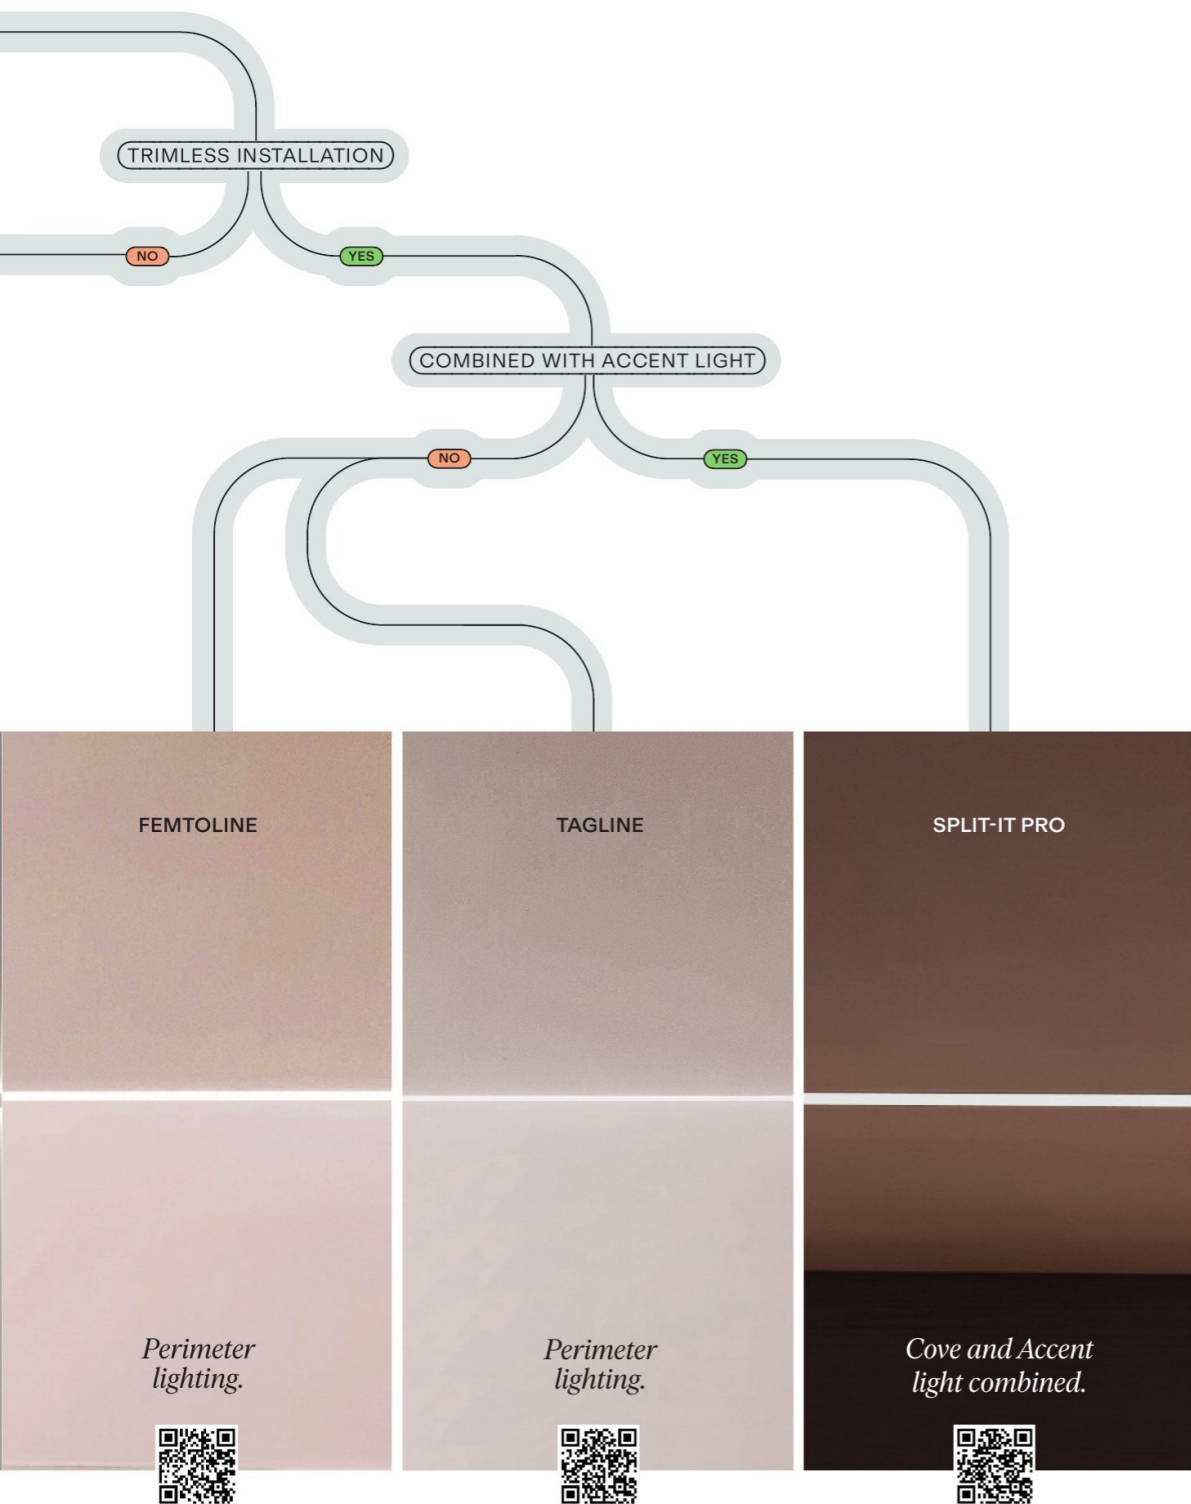 TRIMLESS INSTALLATION
NO
YES
COMBINED WITH ACCENT LIGHT
NO
YES
FEMTOLINE
TAGLINE
SPLIT-IT PRO
Perimeter
lighting.
Perimeter
lighting.
Cove and Accent
light combined.